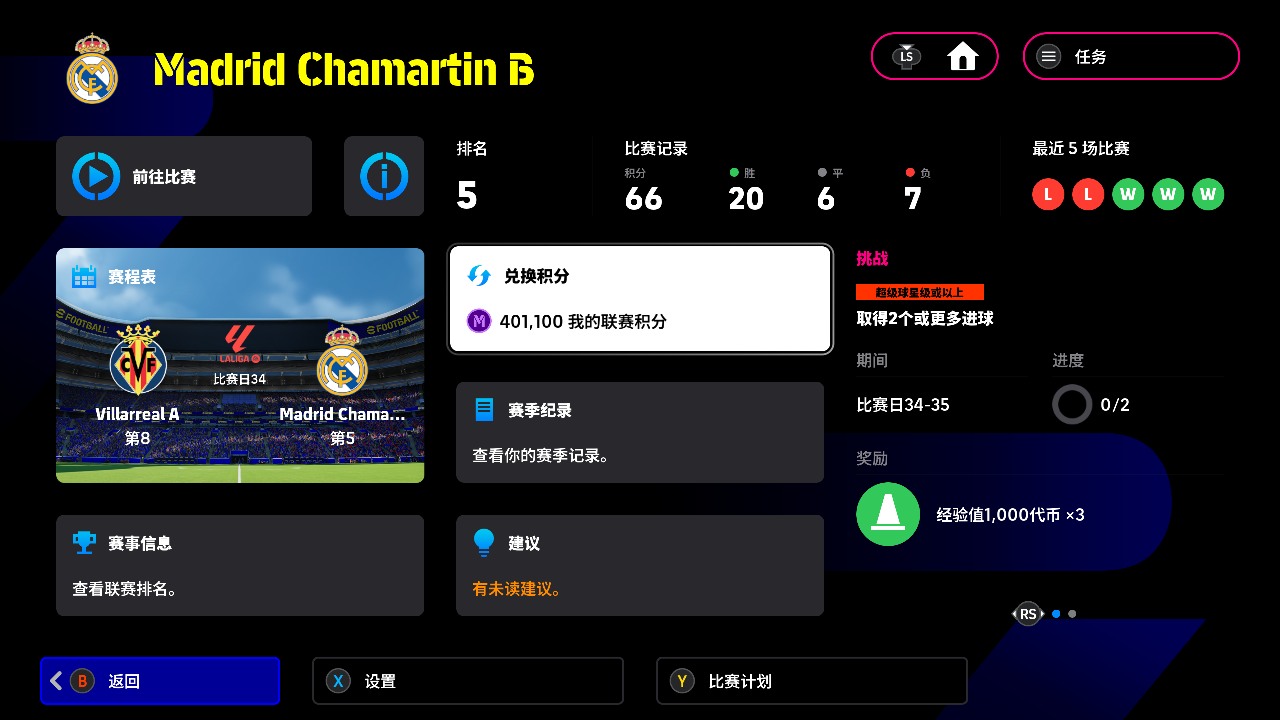 Madrid Chamartin B
LS
任务
前往比赛
排名
5
比赛记录
积分
66
胜
20
平
6
负
7
最近 5 场比赛
L L W W W
赛程表
eFOOTBALL
eFOOTBALL
LALIGA
比赛日34
Villarreal A
第8
Madrid Chama...
第5
兑换积分
M 401,100 我的联赛积分
赛季纪录
查看你的赛季记录。
赛事信息
查看联赛排名。
建议
有未读建议。
挑战
超级球星级或以上
取得2个或更多进球
期间
进度
比赛日34-35
0/2
奖励
经验值1,000代币 ×3
RS
B 返回
X 设置
Y 比赛计划